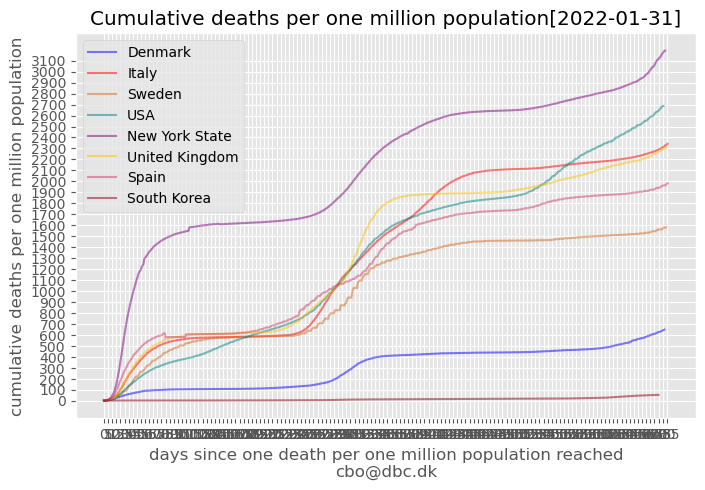 Cumulative deaths per one million population[2022-01-31]
Denmark
Italy
Sweden
USA
New York State
United Kingdom
Spain
South Korea
cumulative deaths per one million population
3100
3000
2900
2800
2700
2600
2500
2400
2300
2200
2100
2000
1900
1800
1700
1600
1500
1400
1300
1200
1100
1000
900
800
700
600
500
400
300
200
100
0
days since one death per one million population reached
cbo@dbc.dk